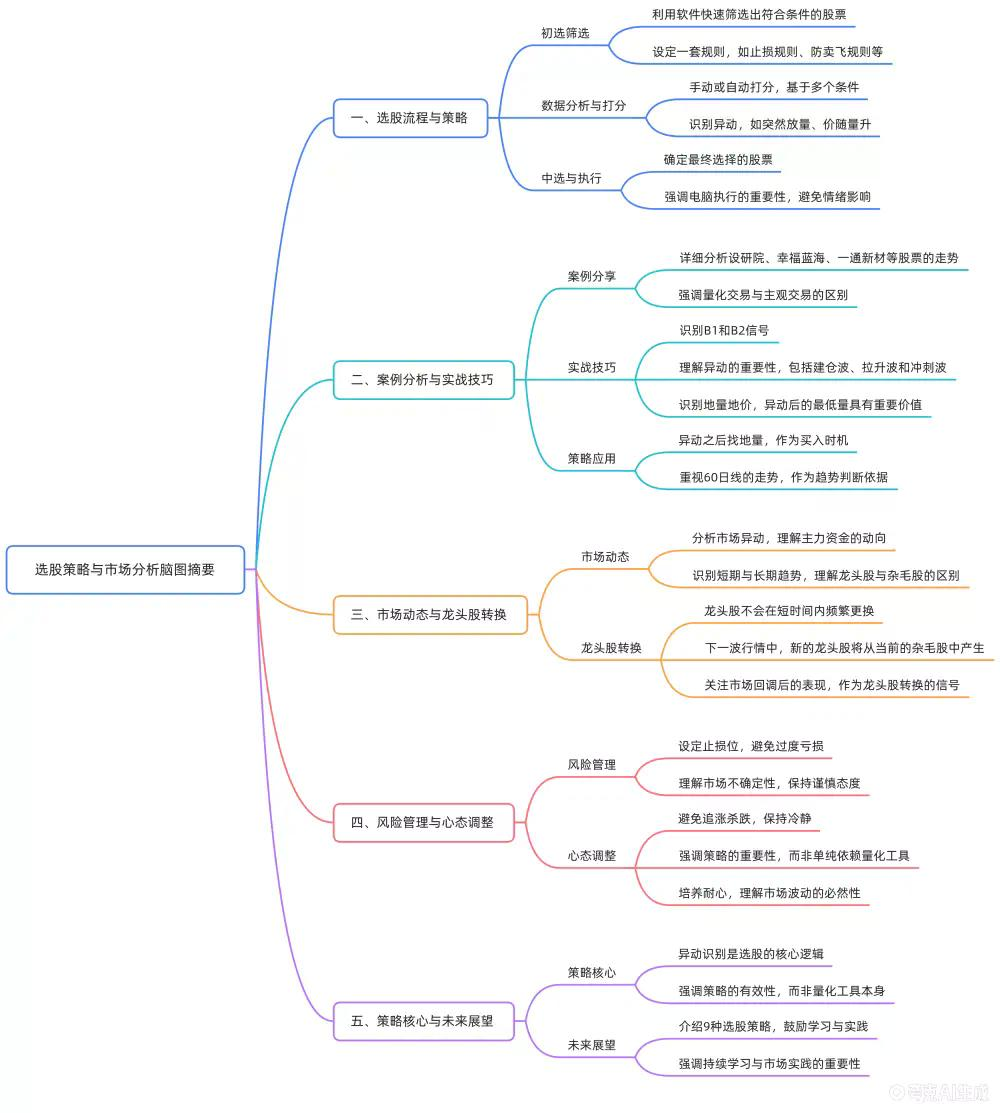 选股策略与市场分析脑图摘要
一、选股流程与策略
初选筛选
利用软件快速筛选出符合条件的股票
设定一套规则，如止损规则、防卖飞规则等
数据分析与打分
手动或自动打分，基于多个条件
识别异动，如突然放量、价随量升
中选与执行
确定最终选择的股票
强调电脑执行的重要性，避免情绪影响
二、案例分析与实战技巧
案例分享
详细分析设研院、幸福蓝海、一通新材等股票的走势
强调量化交易与主观交易的区别
实战技巧
识别B1和B2信号
理解异动的重要性，包括建仓波、拉升波和冲刺波
识别地量地价，异动后的最低量具有重要价值
策略应用
异动之后找地量，作为买入时机
重视60日线的走势，作为趋势判断依据
三、市场动态与龙头股转换
市场动态
分析市场异动，理解主力资金的动向
识别短期与长期趋势，理解龙头股与杂毛股的区别
龙头股转换
龙头股不会在短时间内频繁更换
下一波行情中，新的龙头股将从当前的杂毛股中产生
关注市场回调后的表现，作为龙头股转换的信号
四、风险管理与心态调整
风险管理
设定止损位，避免过度亏损
理解市场不确定性，保持谨慎态度
心态调整
避免追涨杀跌，保持冷静
强调策略的重要性，而非单纯依赖量化工具
培养耐心，理解市场波动的必然性
五、策略核心与未来展望
策略核心
异动识别是选股的核心逻辑
强调策略的有效性，而非量化工具本身
未来展望
介绍9种选股策略，鼓励学习与实践
强调持续学习与市场实践的重要性
夸克AI生成